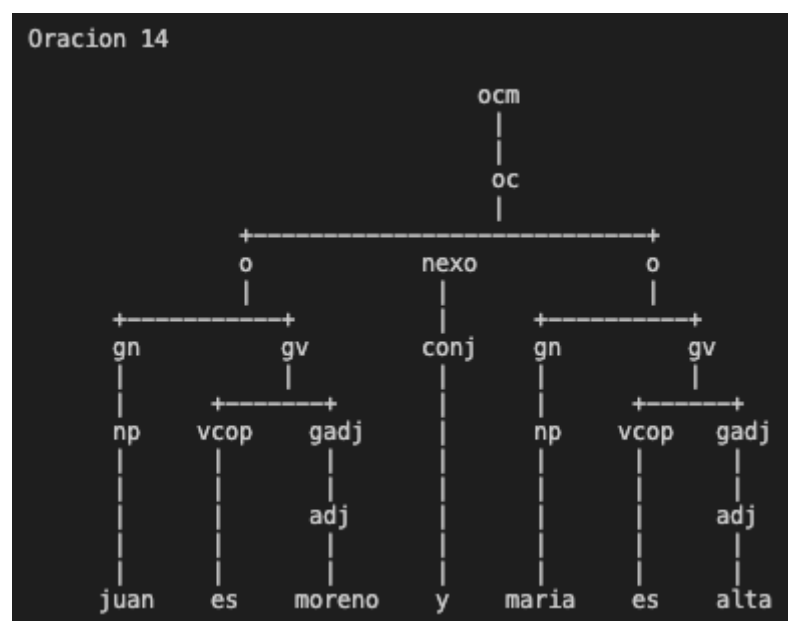 Oracion 14
ocm
oc
o nexo o
gn gv conj gn gv
np vcop gadj np vcop gadj
adj adj
juan es moreno y maria es alta